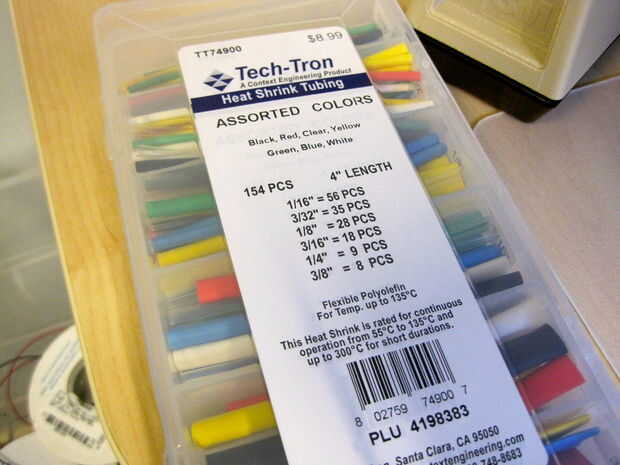 TT74900 $8.99
Tech-Tron
A Context Engineering Product
Heat Shrink Tubing
ASSORTED COLORS
Black, Red, Clear, Yellow
Green, Blue, White
154 PCS 4" LENGTH
1/16" = 56 PCS
3/32" = 35 PCS
1/8" = 28 PCS
3/16" = 18 PCS
1/4" = 9 PCS
3/8" = 8 PCS
Flexible Polyolefin
For Temp. up to 135°C
This Heat Shrink is rated for continuous
operation from 55°C to 135°C and
up to 300°C for short durations.
8 02759 74900 7
PLU 4198383
Santa Clara, CA 95050
textengineering.com
748-8683